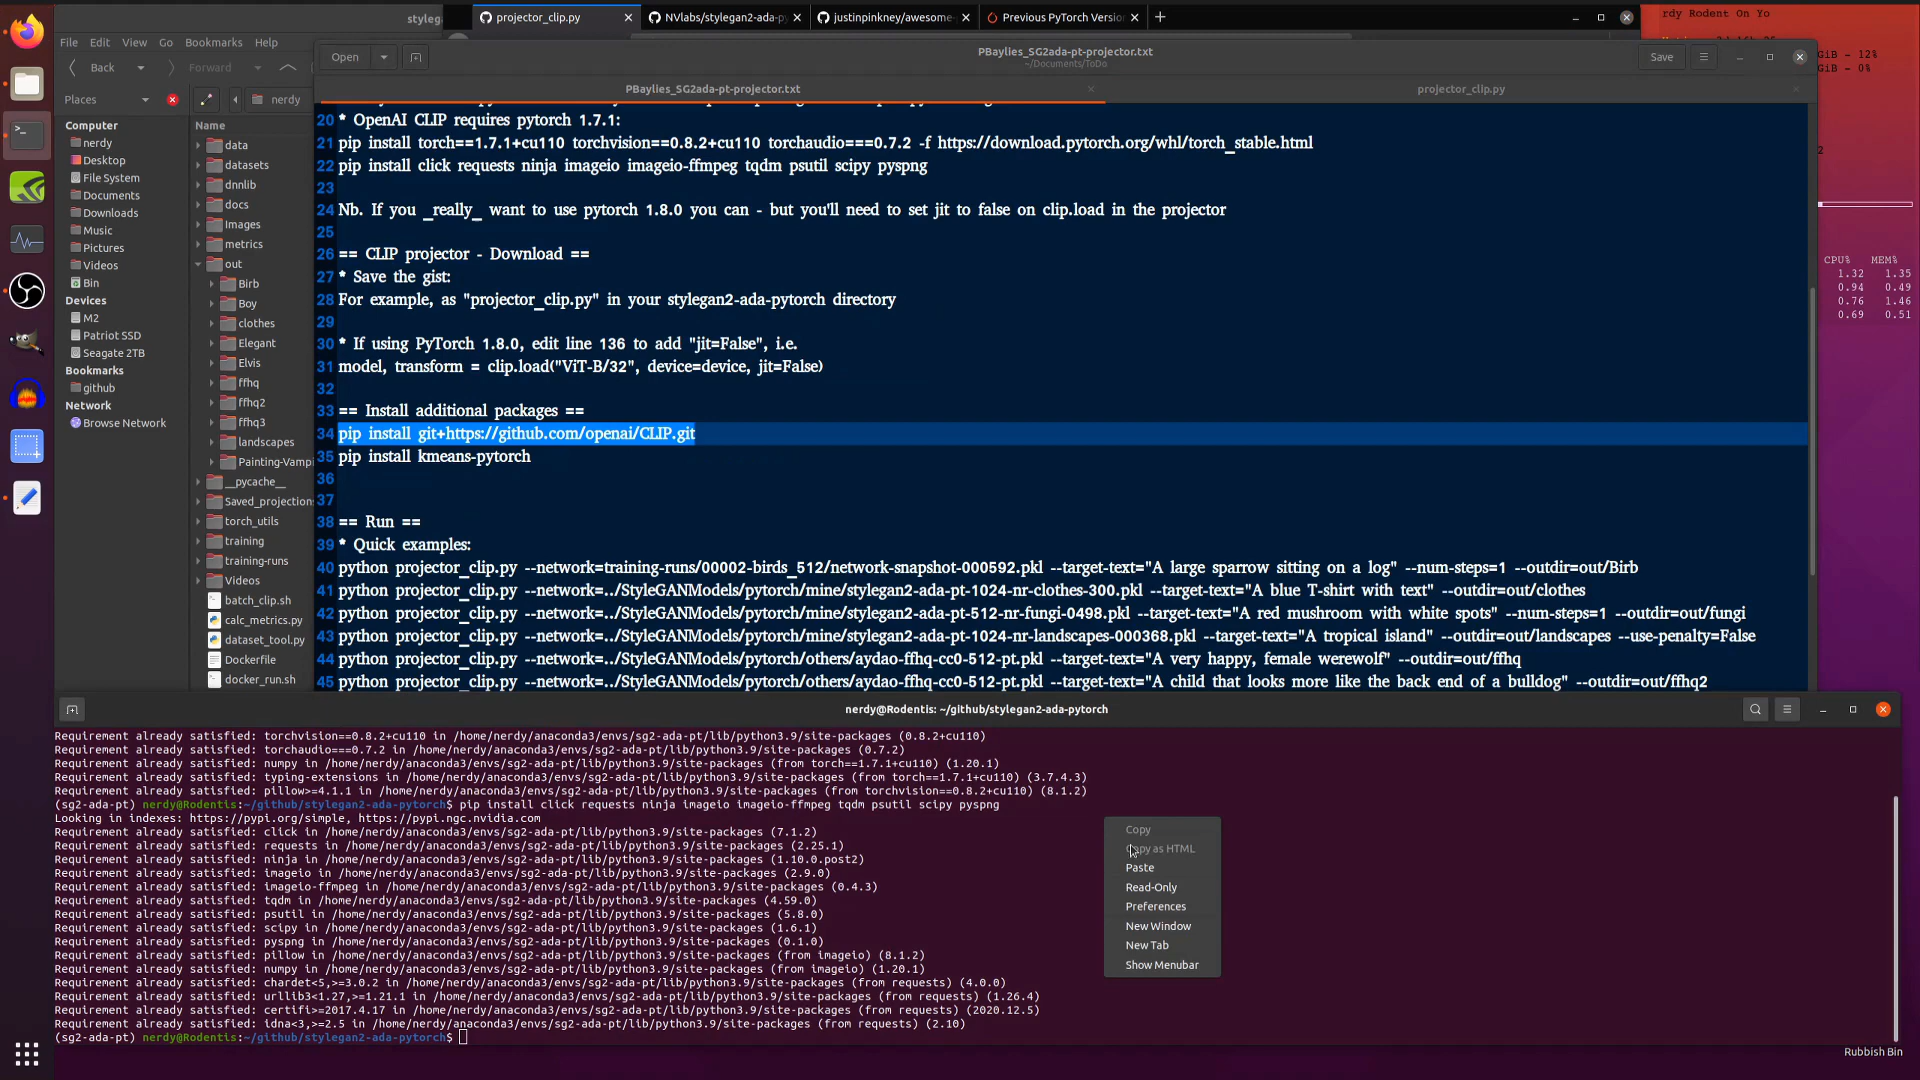 projector_clip.py
NVlabs/stylegan2-ada-p
justinpinkney/awesome-
Previous PyTorch Versio
File Edit View Go Bookmarks Help
PBaylies_SG2ada-pt-projector.txt
~/Documents/ToDo
Open
Save
Back
Forward
GiB - 12%
GiB - 0%
Places
nerdy
PBaylies_SG2ada-pt-projector.txt
projector_clip.py
Computer
nerdy
Desktop
File System
Documents
Downloads
Music
Pictures
Videos
Bin
Devices
M2
Patriot SSD
Seagate 2TB
Bookmarks
github
Network
Browse Network
Name
data
datasets
dnnlib
docs
Images
metrics
out
Birb
Boy
clothes
Elegant
Elvis
ffhq
ffhq2
ffhq3
landscapes
Painting-Vamp
__pycache__
Saved_projections
torch_utils
training
training-runs
Videos
batch_clip.sh
calc_metrics.py
dataset_tool.py
Dockerfile
docker_run.sh
20 * OpenAI CLIP requires pytorch 1.7.1:
21 pip install torch==1.7.1+cu110 torchvision==0.8.2+cu110 torchaudio===0.7.2 -f https://download.pytorch.org/whl/torch_stable.html
22 pip install click requests ninja imageio imageio-ffmpeg tqdm psutil scipy pyspng
23
24 Nb. If you _really_ want to use pytorch 1.8.0 you can - but you'll need to set jit to false on clip.load in the projector
25
26 == CLIP projector - Download ==
27 * Save the gist:
28 For example, as "projector_clip.py" in your stylegan2-ada-pytorch directory
29
30 * If using PyTorch 1.8.0, edit line 136 to add "jit=False", i.e.
31 model, transform = clip.load("ViT-B/32", device=device, jit=False)
32
33 == Install additional packages ==
34 pip install git+https://github.com/openai/CLIP.git
35 pip install kmeans-pytorch
36
37
38 == Run ==
39 * Quick examples:
40 python projector_clip.py --network=training-runs/00002-birds_512/network-snapshot-000592.pkl --target-text="A large sparrow sitting on a log" --num-steps=1 --outdir=out/Birb
41 python projector_clip.py --network=../StyleGANModels/pytorch/mine/stylegan2-ada-pt-1024-nr-clothes-300.pkl --target-text="A blue T-shirt with text" --outdir=out/clothes
42 python projector_clip.py --network=../StyleGANModels/pytorch/mine/stylegan2-ada-pt-512-nr-fungi-0498.pkl --target-text="A red mushroom with white spots" --num-steps=1 --outdir=out/fungi
43 python projector_clip.py --network=../StyleGANModels/pytorch/mine/stylegan2-ada-pt-1024-nr-landscapes-000368.pkl --target-text="A tropical island" --outdir=out/landscapes --use-penalty=False
44 python projector_clip.py --network=../StyleGANModels/pytorch/others/aydao-ffhq-cc0-512-pt.pkl --target-text="A very happy, female werewolf" --outdir=out/ffhq
45 python projector_clip.py --network=../StyleGANModels/pytorch/others/aydao-ffhq-cc0-512-pt.pkl --target-text="A child that looks more like the back end of a bulldog" --outdir=out/ffhq2
CPU% MEM%
1.32 1.35
0.94 0.49
0.76 1.46
0.69 0.51
nerdy@Rodentis: ~/github/stylegan2-ada-pytorch
Requirement already satisfied: torchvision==0.8.2+cu110 in /home/nerdy/anaconda3/envs/sg2-ada-pt/lib/python3.9/site-packages (0.8.2+cu110)
Requirement already satisfied: torchaudio===0.7.2 in /home/nerdy/anaconda3/envs/sg2-ada-pt/lib/python3.9/site-packages (0.7.2)
Requirement already satisfied: numpy in /home/nerdy/anaconda3/envs/sg2-ada-pt/lib/python3.9/site-packages (from torch==1.7.1+cu110) (1.20.1)
Requirement already satisfied: typing-extensions in /home/nerdy/anaconda3/envs/sg2-ada-pt/lib/python3.9/site-packages (from torch==1.7.1+cu110) (3.7.4.3)
Requirement already satisfied: pillow>=4.1.1 in /home/nerdy/anaconda3/envs/sg2-ada-pt/lib/python3.9/site-packages (from torchvision==0.8.2+cu110) (8.1.2)
(sg2-ada-pt) nerdy@Rodentis:~/github/stylegan2-ada-pytorch$ pip install click requests ninja imageio imageio-ffmpeg tqdm psutil scipy pyspng
Looking in indexes: https://pypi.org/simple, https://pypi.ngc.nvidia.com
Requirement already satisfied: click in /home/nerdy/anaconda3/envs/sg2-ada-pt/lib/python3.9/site-packages (7.1.2)
Requirement already satisfied: requests in /home/nerdy/anaconda3/envs/sg2-ada-pt/lib/python3.9/site-packages (2.25.1)
Requirement already satisfied: ninja in /home/nerdy/anaconda3/envs/sg2-ada-pt/lib/python3.9/site-packages (1.10.0.post2)
Requirement already satisfied: imageio in /home/nerdy/anaconda3/envs/sg2-ada-pt/lib/python3.9/site-packages (2.9.0)
Requirement already satisfied: imageio-ffmpeg in /home/nerdy/anaconda3/envs/sg2-ada-pt/lib/python3.9/site-packages (0.4.3)
Requirement already satisfied: tqdm in /home/nerdy/anaconda3/envs/sg2-ada-pt/lib/python3.9/site-packages (4.59.0)
Requirement already satisfied: psutil in /home/nerdy/anaconda3/envs/sg2-ada-pt/lib/python3.9/site-packages (5.8.0)
Requirement already satisfied: scipy in /home/nerdy/anaconda3/envs/sg2-ada-pt/lib/python3.9/site-packages (1.6.1)
Requirement already satisfied: pyspng in /home/nerdy/anaconda3/envs/sg2-ada-pt/lib/python3.9/site-packages (0.1.0)
Requirement already satisfied: pillow in /home/nerdy/anaconda3/envs/sg2-ada-pt/lib/python3.9/site-packages (from imageio) (8.1.2)
Requirement already satisfied: numpy in /home/nerdy/anaconda3/envs/sg2-ada-pt/lib/python3.9/site-packages (from imageio) (1.20.1)
Requirement already satisfied: chardet<5,>=3.0.2 in /home/nerdy/anaconda3/envs/sg2-ada-pt/lib/python3.9/site-packages (from requests) (4.0.0)
Requirement already satisfied: urllib3<1.27,>=1.21.1 in /home/nerdy/anaconda3/envs/sg2-ada-pt/lib/python3.9/site-packages (from requests) (1.26.4)
Requirement already satisfied: certifi>=2017.4.17 in /home/nerdy/anaconda3/envs/sg2-ada-pt/lib/python3.9/site-packages (from requests) (2020.12.5)
Requirement already satisfied: idna<3,>=2.5 in /home/nerdy/anaconda3/envs/sg2-ada-pt/lib/python3.9/site-packages (from requests) (2.10)
(sg2-ada-pt) nerdy@Rodentis:~/github/stylegan2-ada-pytorch$
Copy
Copy as HTML
Paste
Read-Only
Preferences
New Window
New Tab
Show Menubar
Rubbish Bin